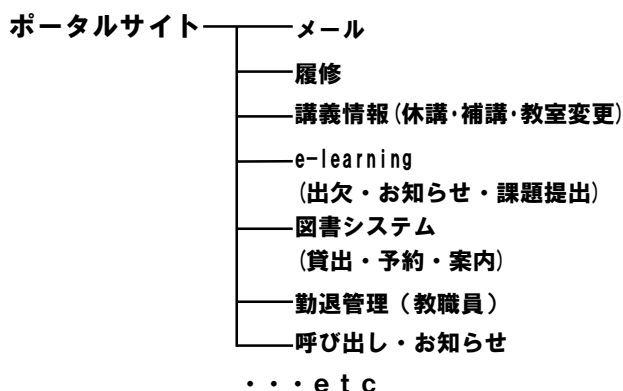 ポータルサイト メール
履修
講義情報(休講・補講・教室変更)
e-learning
(出欠・お知らせ・課題提出)
図書システム
(貸出・予約・案内)
勤退管理(教職員)
呼び出し・お知らせ
・・・etc